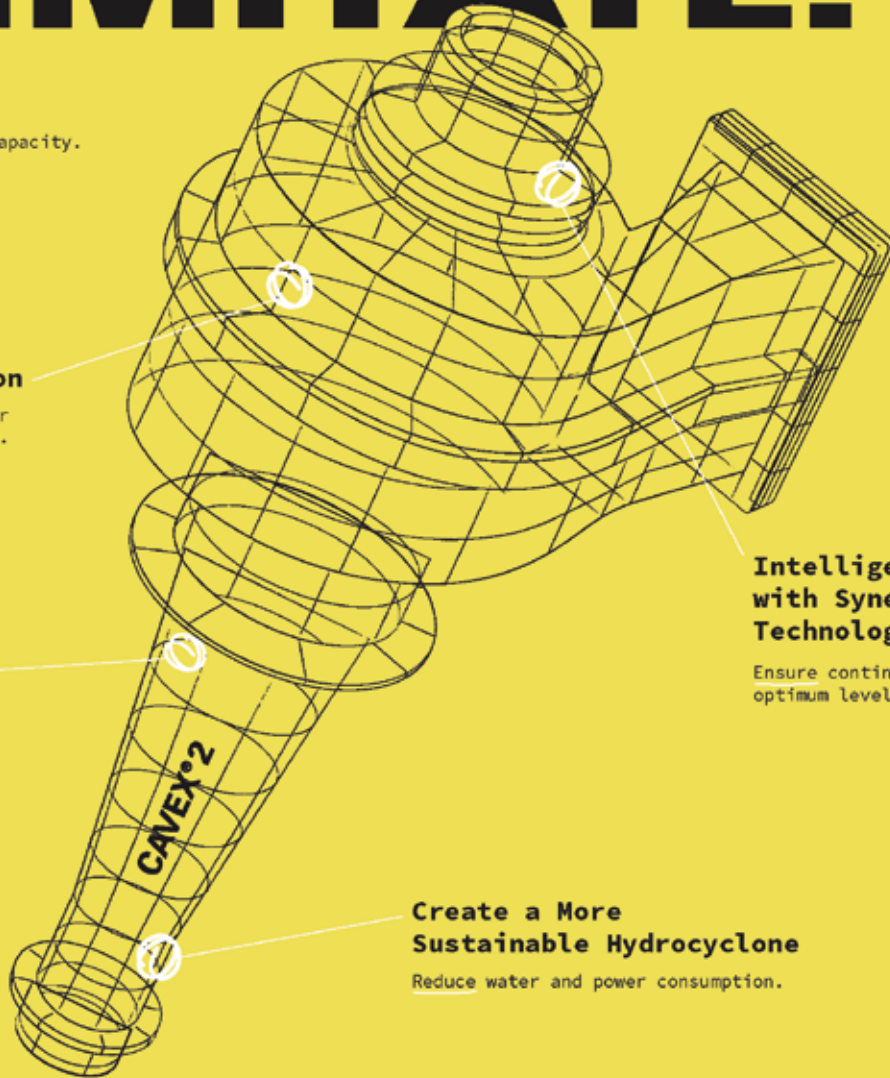 IMITATE.
apacity.
on
r
.
Intellige
with Syne
Technolog
Ensure contin
optimum level
CAVEX®2
Create a More
Sustainable Hydrocyclone
Reduce water and power consumption.